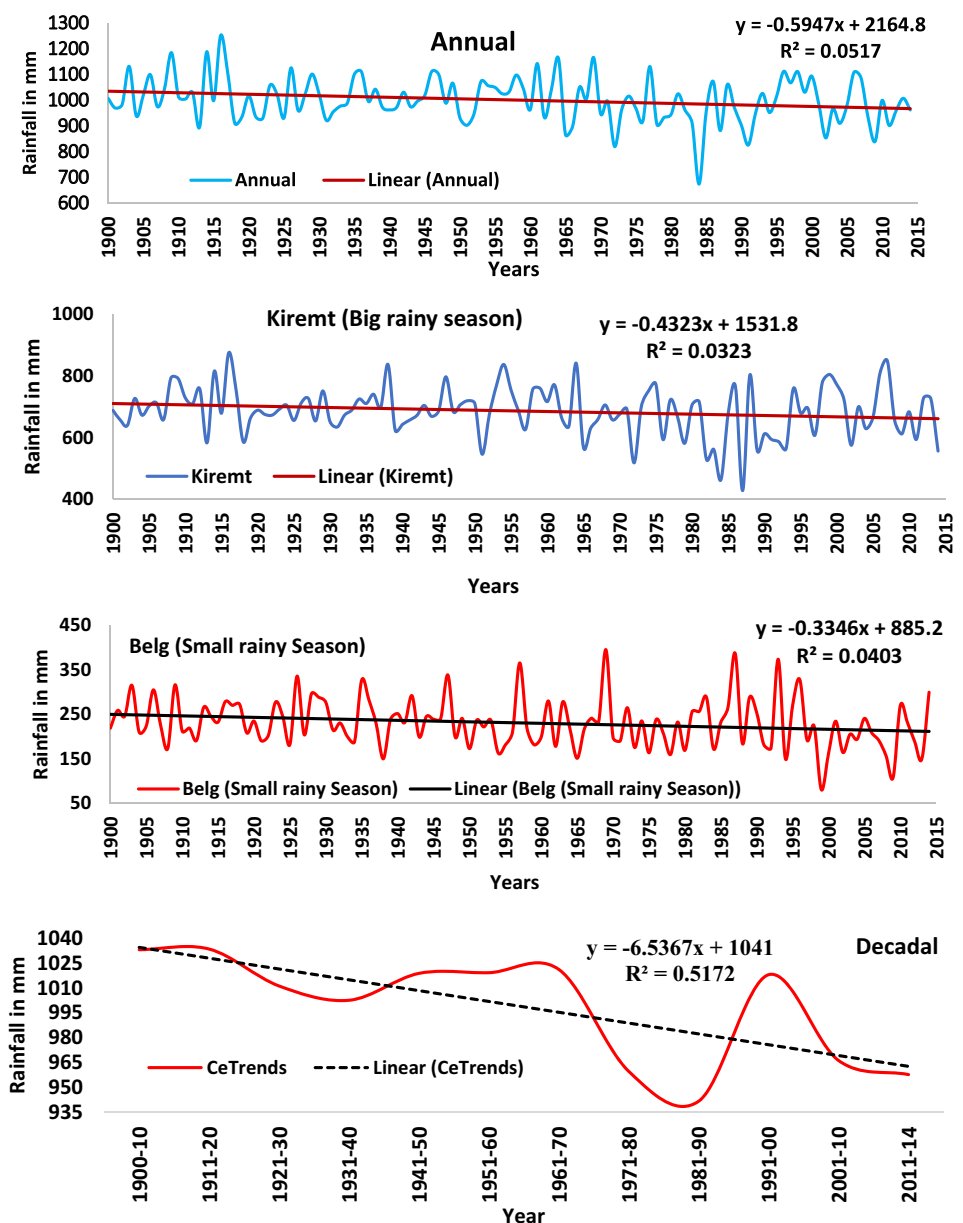 Annual
y = -0.5947x + 2164.8
R² = 0.0517
Rainfall in mm
1300
1200
1100
1000
900
800
700
600
Annual Linear (Annual)
1900 1905 1910 1915 1920 1925 1930 1935 1940 1945 1950 1955 1960 1965 1970 1975 1980 1985 1990 1995 2000 2005 2010 2015
Years
Kiremt (Big rainy season)
y = -0.4323x + 1531.8
R² = 0.0323
Rainfall in mm
1000
800
600
400
Kiremt Linear (Kiremt)
1900 1905 1910 1915 1920 1925 1930 1935 1940 1945 1950 1955 1960 1965 1970 1975 1980 1985 1990 1995 2000 2005 2010 2015
Years
Belg (Small rainy Season)
y = -0.3346x + 885.2
R² = 0.0403
Rainfall in mm
450
350
250
150
50
Belg (Small rainy Season) Linear (Belg (Small rainy Season))
1900 1905 1910 1915 1920 1925 1930 1935 1940 1945 1950 1955 1960 1965 1970 1975 1980 1985 1990 1995 2000 2005 2010 2015
Years
y = -6.5367x + 1041
R² = 0.5172
Decadal
Rainfall in mm
1040
1025
1010
995
980
965
950
935
CeTrends Linear (CeTrends)
1900-10 1911-20 1921-30 1931-40 1941-50 1951-60 1961-70 1971-80 1981-90 1991-00 2001-10 2011-14
Year